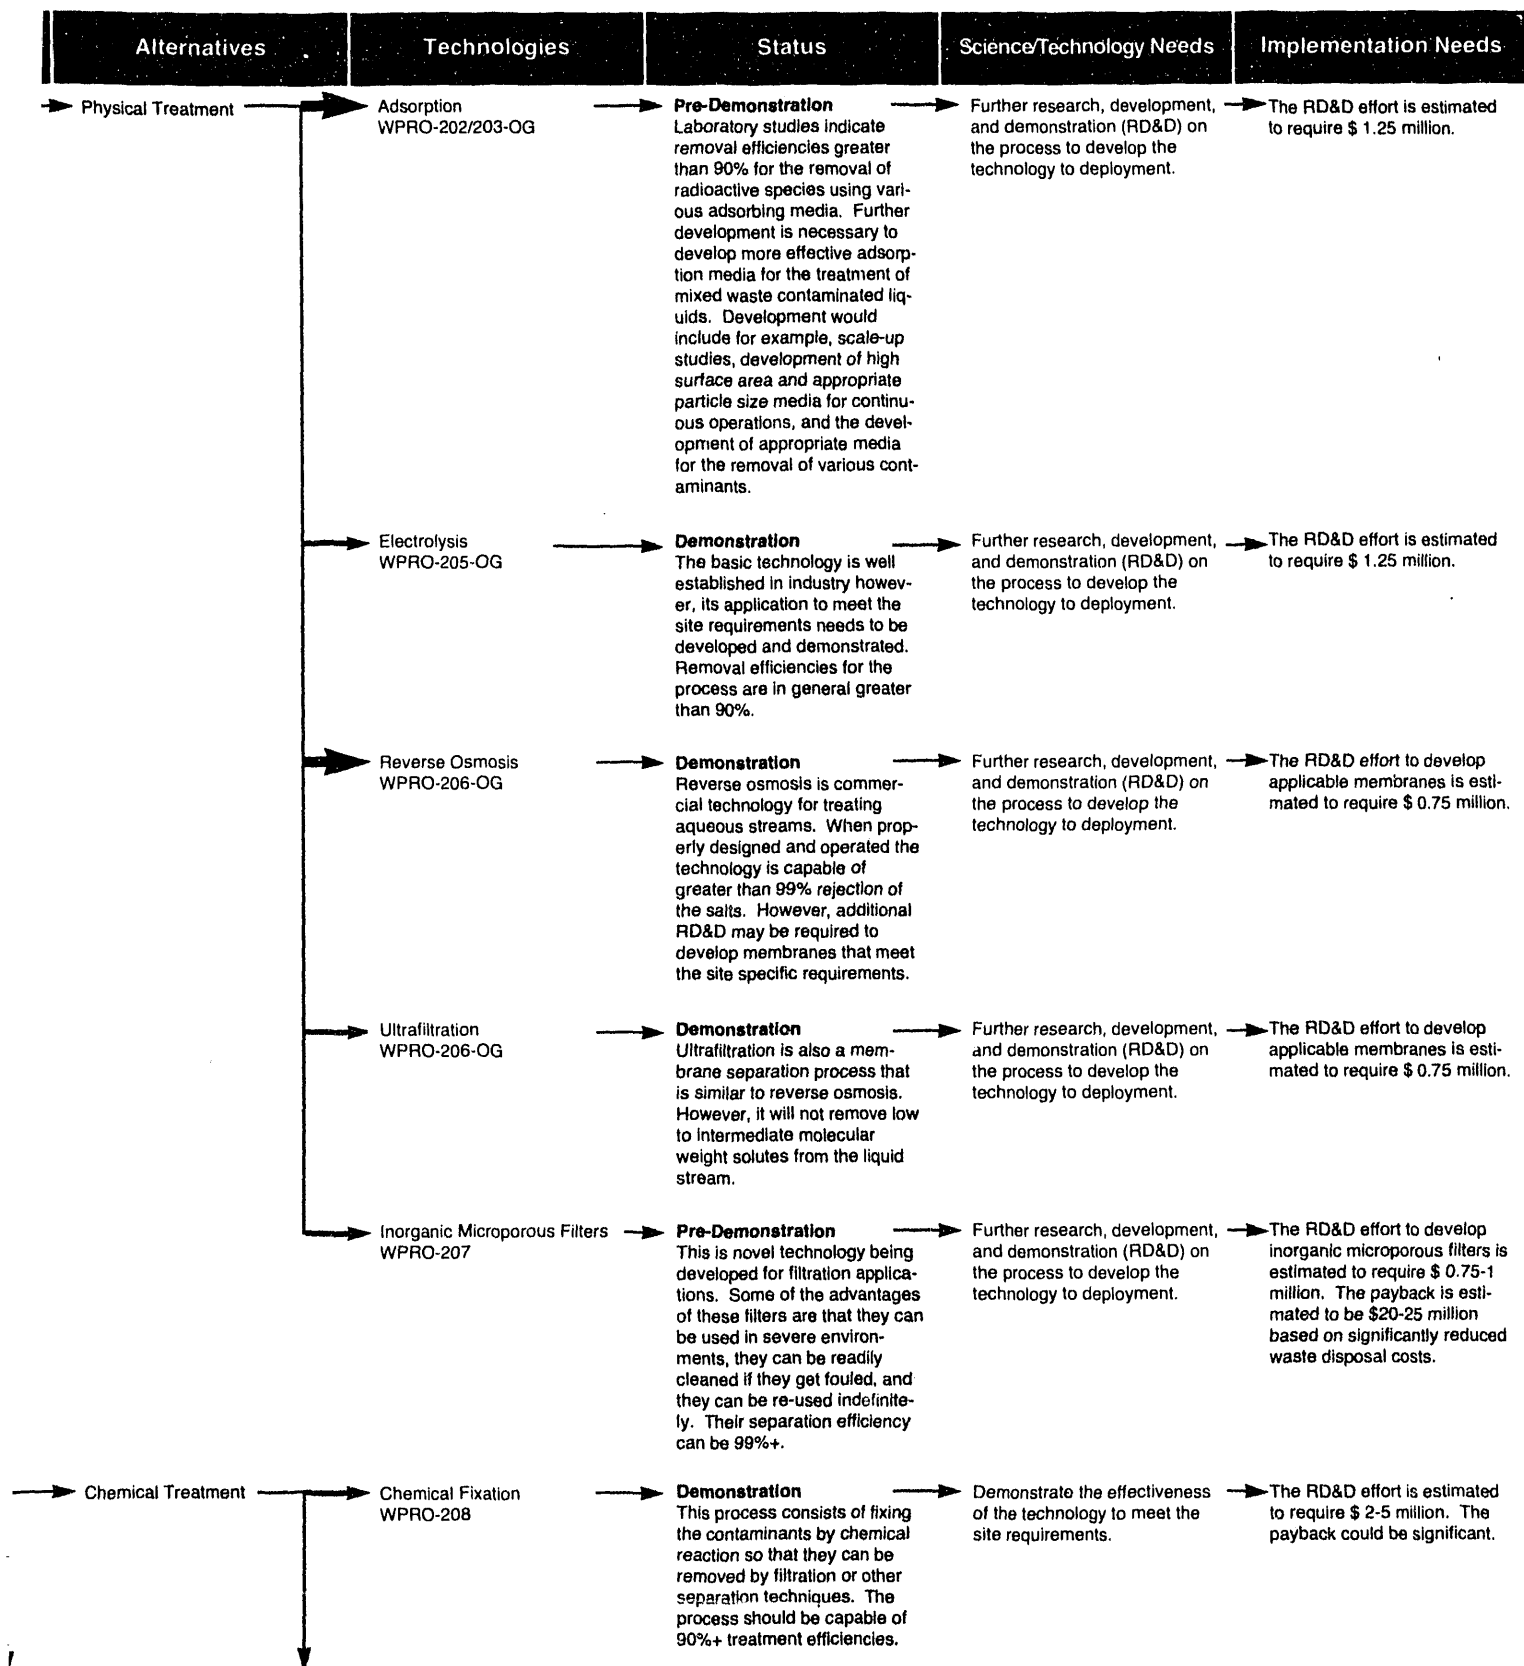 Alternatives
Technologies
Status
Science/Technology Needs
Implementation Needs
Physical Treatment
Adsorption
WPRO-202/203-OG
Pre-Demonstration
Laboratory studies indicate
removal efficiencies greater
than 90% for the removal of
radioactive species using vari-
ous adsorbing media. Further
development is necessary to
develop more effective adsorp-
tion media for the treatment of
mixed waste contaminated liq-
uids. Development would
include for example, scale-up
studies, development of high
surface area and appropriate
particle size media for continu-
ous operations, and the devel-
opment of appropriate media
for the removal of various cont-
aminants.
Further research, development,
and demonstration (RD&D) on
the process to develop the
technology to deployment.
The RD&D effort is estimated
to require $ 1.25 million.
Electrolysis
WPRO-205-OG
Demonstration
The basic technology is well
established in industry howev-
er, its application to meet the
site requirements needs to be
developed and demonstrated.
Removal efficiencies for the
process are in general greater
than 90%.
Further research, development,
and demonstration (RD&D) on
the process to develop the
technology to deployment.
The RD&D effort is estimated
to require $ 1.25 million.
Reverse Osmosis
WPRO-206-OG
Demonstration
Reverse osmosis is commer-
cial technology for treating
aqueous streams. When prop-
erly designed and operated the
technology is capable of
greater than 99% rejection of
the salts. However, additional
RD&D may be required to
develop membranes that meet
the site specific requirements.
Further research, development,
and demonstration (RD&D) on
the process to develop the
technology to deployment.
The RD&D effort to develop
applicable membranes is esti-
mated to require $ 0.75 million.
Ultrafiltration
WPRO-206-OG
Demonstration
Ultrafiltration is also a mem-
brane separation process that
is similar to reverse osmosis.
However, it will not remove low
to intermediate molecular
weight solutes from the liquid
stream.
Further research, development,
and demonstration (RD&D) on
the process to develop the
technology to deployment.
The RD&D effort to develop
applicable membranes is esti-
mated to require $ 0.75 million.
Inorganic Microporous Filters
WPRO-207
Pre-Demonstration
This is novel technology being
developed for filtration applica-
tions. Some of the advantages
of these filters are that they can
be used in severe environ-
ments, they can be readily
cleaned if they get fouled, and
they can be re-used indefinite-
ly. Their separation efficiency
can be 99%+.
Further research, development,
and demonstration (RD&D) on
the process to develop the
technology to deployment.
The RD&D effort to develop
inorganic microporous filters is
estimated to require $ 0.75-1
million. The payback is esti-
mated to be $20-25 million
based on significantly reduced
waste disposal costs.
Chemical Treatment
Chemical Fixation
WPRO-208
Demonstration
This process consists of fixing
the contaminants by chemical
reaction so that they can be
removed by filtration or other
separation techniques. The
process should be capable of
90%+ treatment efficiencies.
Demonstrate the effectiveness
of the technology to meet the
site requirements.
The RD&D effort is estimated
to require $ 2-5 million. The
payback could be significant.